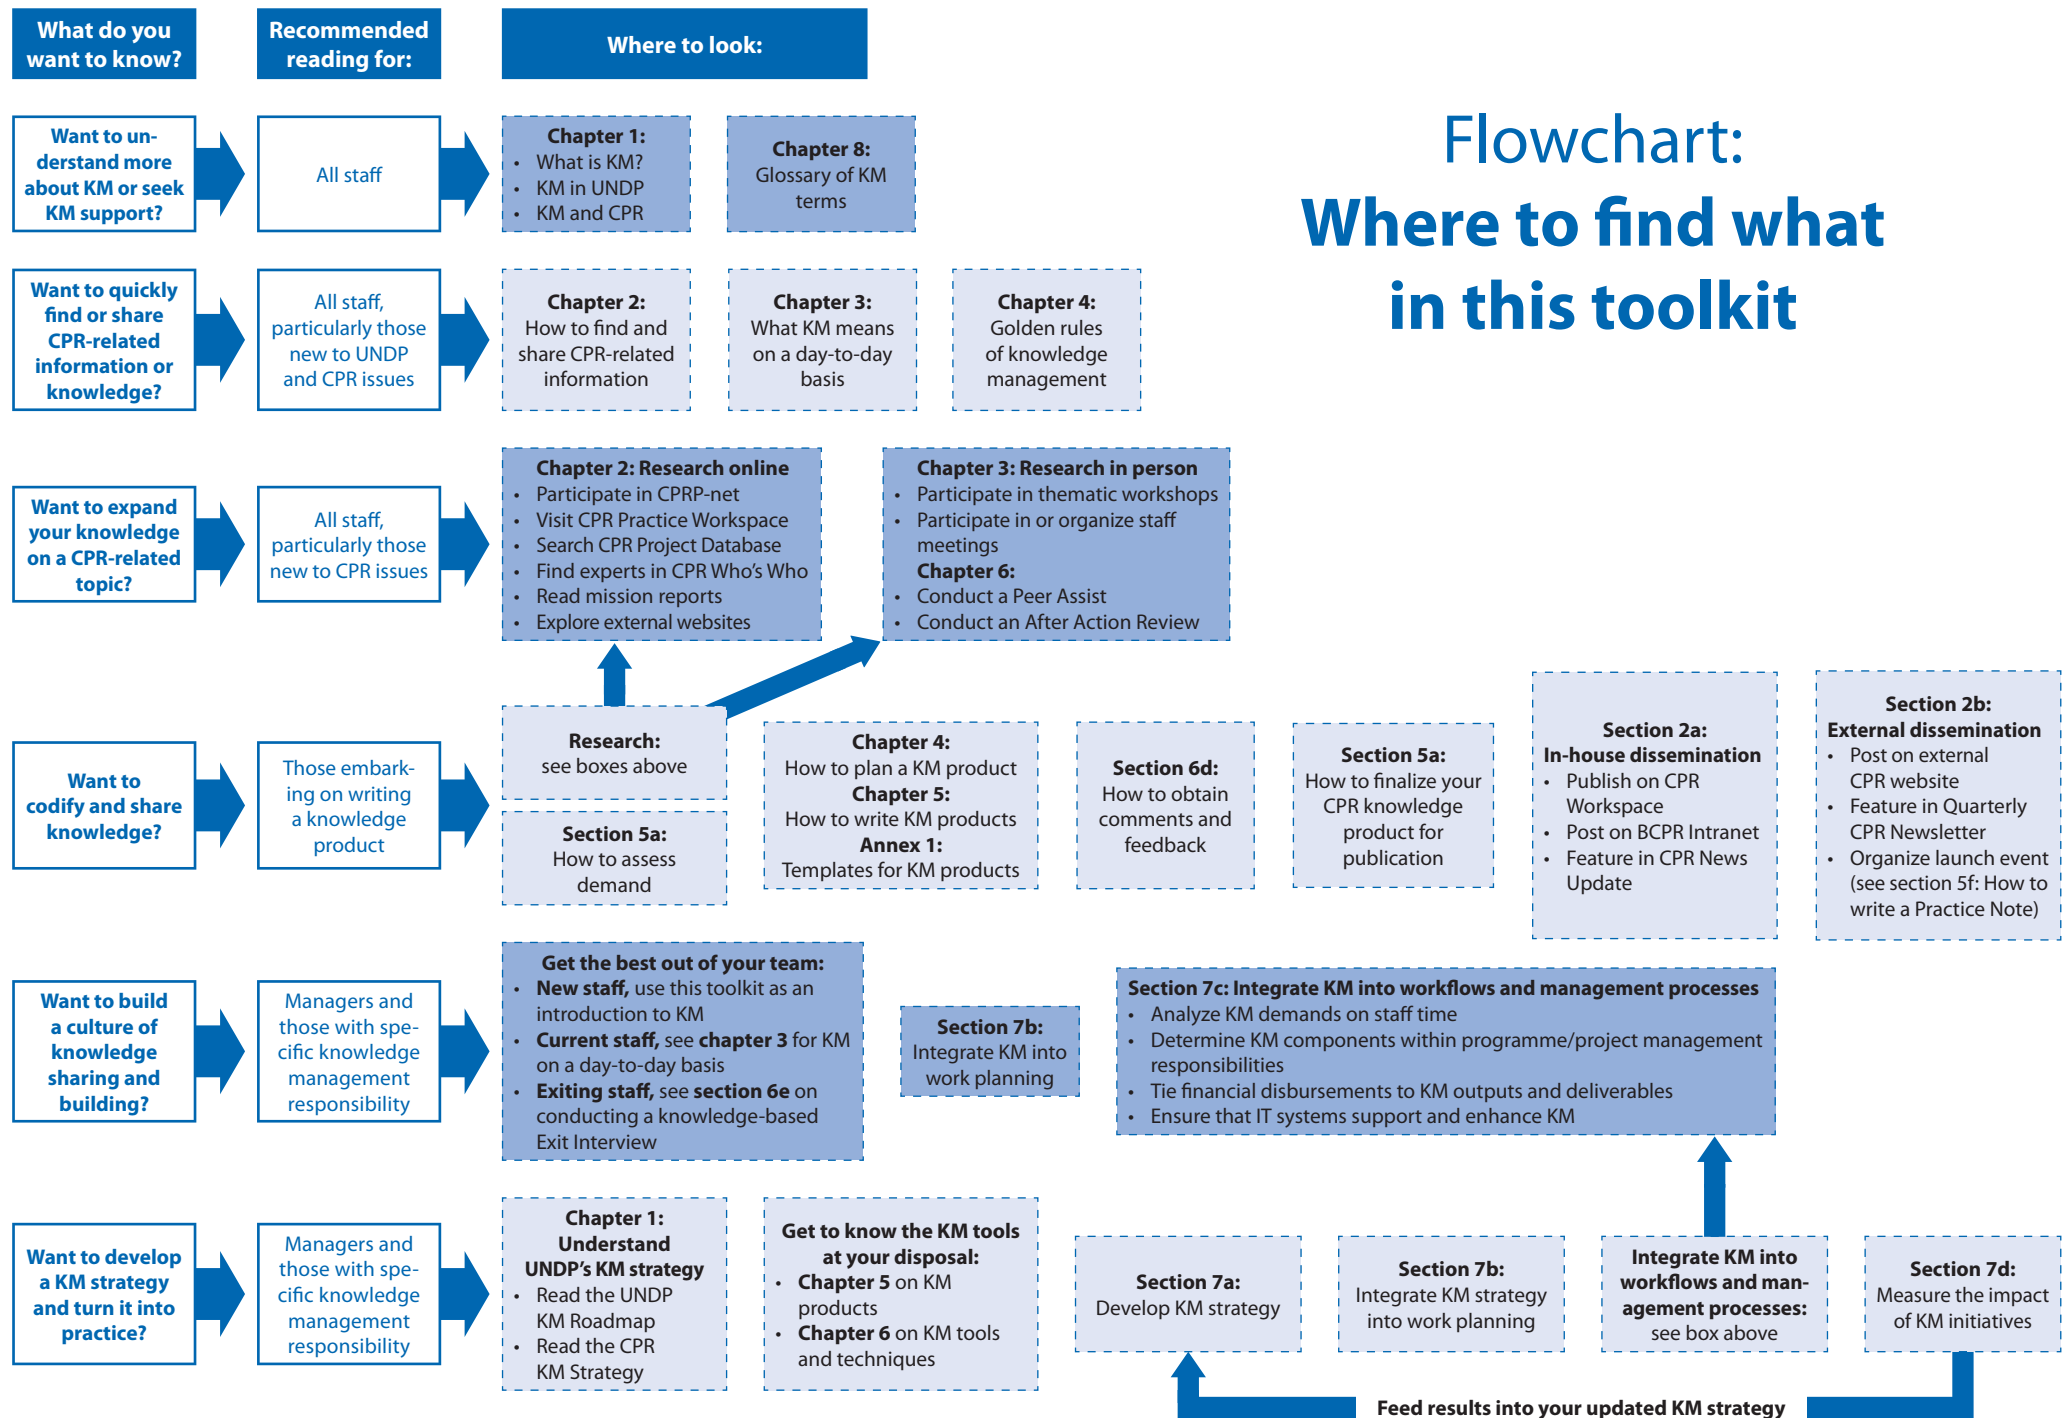 What do you
want to know?
Recommended
reading for:
Where to look:
Flowchart:
Where to find what
in this toolkit
Want to un-
derstand more
about KM or seek
KM support?
All staff
Chapter 1:
• What is KM?
• KM in UNDP
• KM and CPR
Chapter 8:
Glossary of KM
terms
Want to quickly
find or share
CPR-related
information or
knowledge?
All staff,
particularly those
new to UNDP
and CPR issues
Chapter 2:
How to find and
share CPR-related
information
Chapter 3:
What KM means
on a day-to-day
basis
Chapter 4:
Golden rules
of knowledge
management
Want to expand
your knowledge
on a CPR-related
topic?
All staff,
particularly those
new to CPR issues
Chapter 2: Research online
• Participate in CPRP-net
• Visit CPR Practice Workspace
• Search CPR Project Database
• Find experts in CPR Who's Who
• Read mission reports
• Explore external websites
Chapter 3: Research in person
• Participate in thematic workshops
• Participate in or organize staff
meetings
Chapter 6:
• Conduct a Peer Assist
• Conduct an After Action Review
Want to
codify and share
knowledge?
Those embark-
ing on writing
a knowledge
product
Research:
see boxes above
Section 5a:
How to assess
demand
Chapter 4:
How to plan a KM product
Chapter 5:
How to write KM products
Annex 1:
Templates for KM products
Section 6d:
How to obtain
comments and
feedback
Section 5a:
How to finalize your
CPR knowledge
product for
publication
Section 2a:
In-house dissemination
• Publish on CPR
Workspace
• Post on BCPR Intranet
• Feature in CPR News
Update
Section 2b:
External dissemination
• Post on external
CPR website
• Feature in Quarterly
CPR Newsletter
• Organize launch event
(see section 5f: How to
write a Practice Note)
Want to build
a culture of
knowledge
sharing and
building?
Managers and
those with spe-
cific knowledge
management
responsibility
Get the best out of your team:
• New staff, use this toolkit as an
introduction to KM
• Current staff, see chapter 3 for KM
on a day-to-day basis
• Exiting staff, see section 6e on
conducting a knowledge-based
Exit Interview
Section 7b:
Integrate KM into
work planning
Section 7c: Integrate KM into workflows and management processes
• Analyze KM demands on staff time
• Determine KM components within programme/project management
responsibilities
• Tie financial disbursements to KM outputs and deliverables
• Ensure that IT systems support and enhance KM
Want to develop
a KM strategy
and turn it into
practice?
Managers and
those with spe-
cific knowledge
management
responsibility
Chapter 1:
Understand
UNDP's KM strategy
• Read the UNDP
KM Roadmap
• Read the CPR
KM Strategy
Get to know the KM tools
at your disposal:
• Chapter 5 on KM
products
• Chapter 6 on KM tools
and techniques
Section 7a:
Develop KM strategy
Section 7b:
Integrate KM strategy
into work planning
Integrate KM into
workflows and man-
agement processes:
see box above
Section 7d:
Measure the impact
of KM initiatives
Feed results into your updated KM strategy